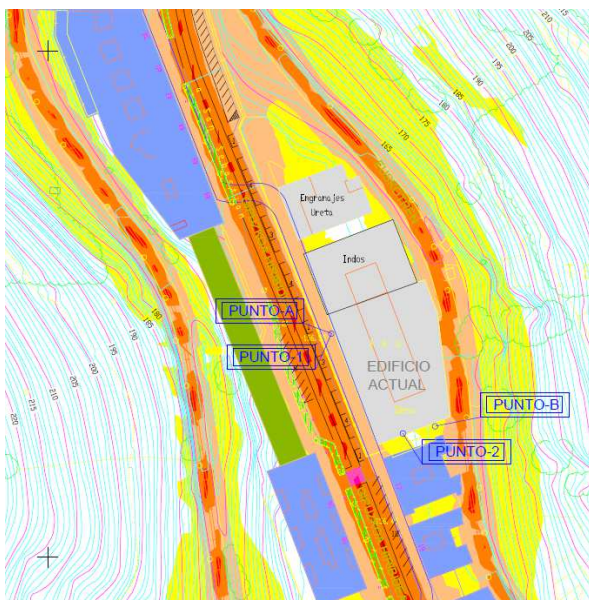 210
205
200
195
190
185
175
170
165
Engranajes
Ureta
Indos
PUNTO-A
PUNTO-1
EDIFICIO
ACTUAL
PUNTO-B
PUNTO-2
180
185
190
195
200
205
210
215
220